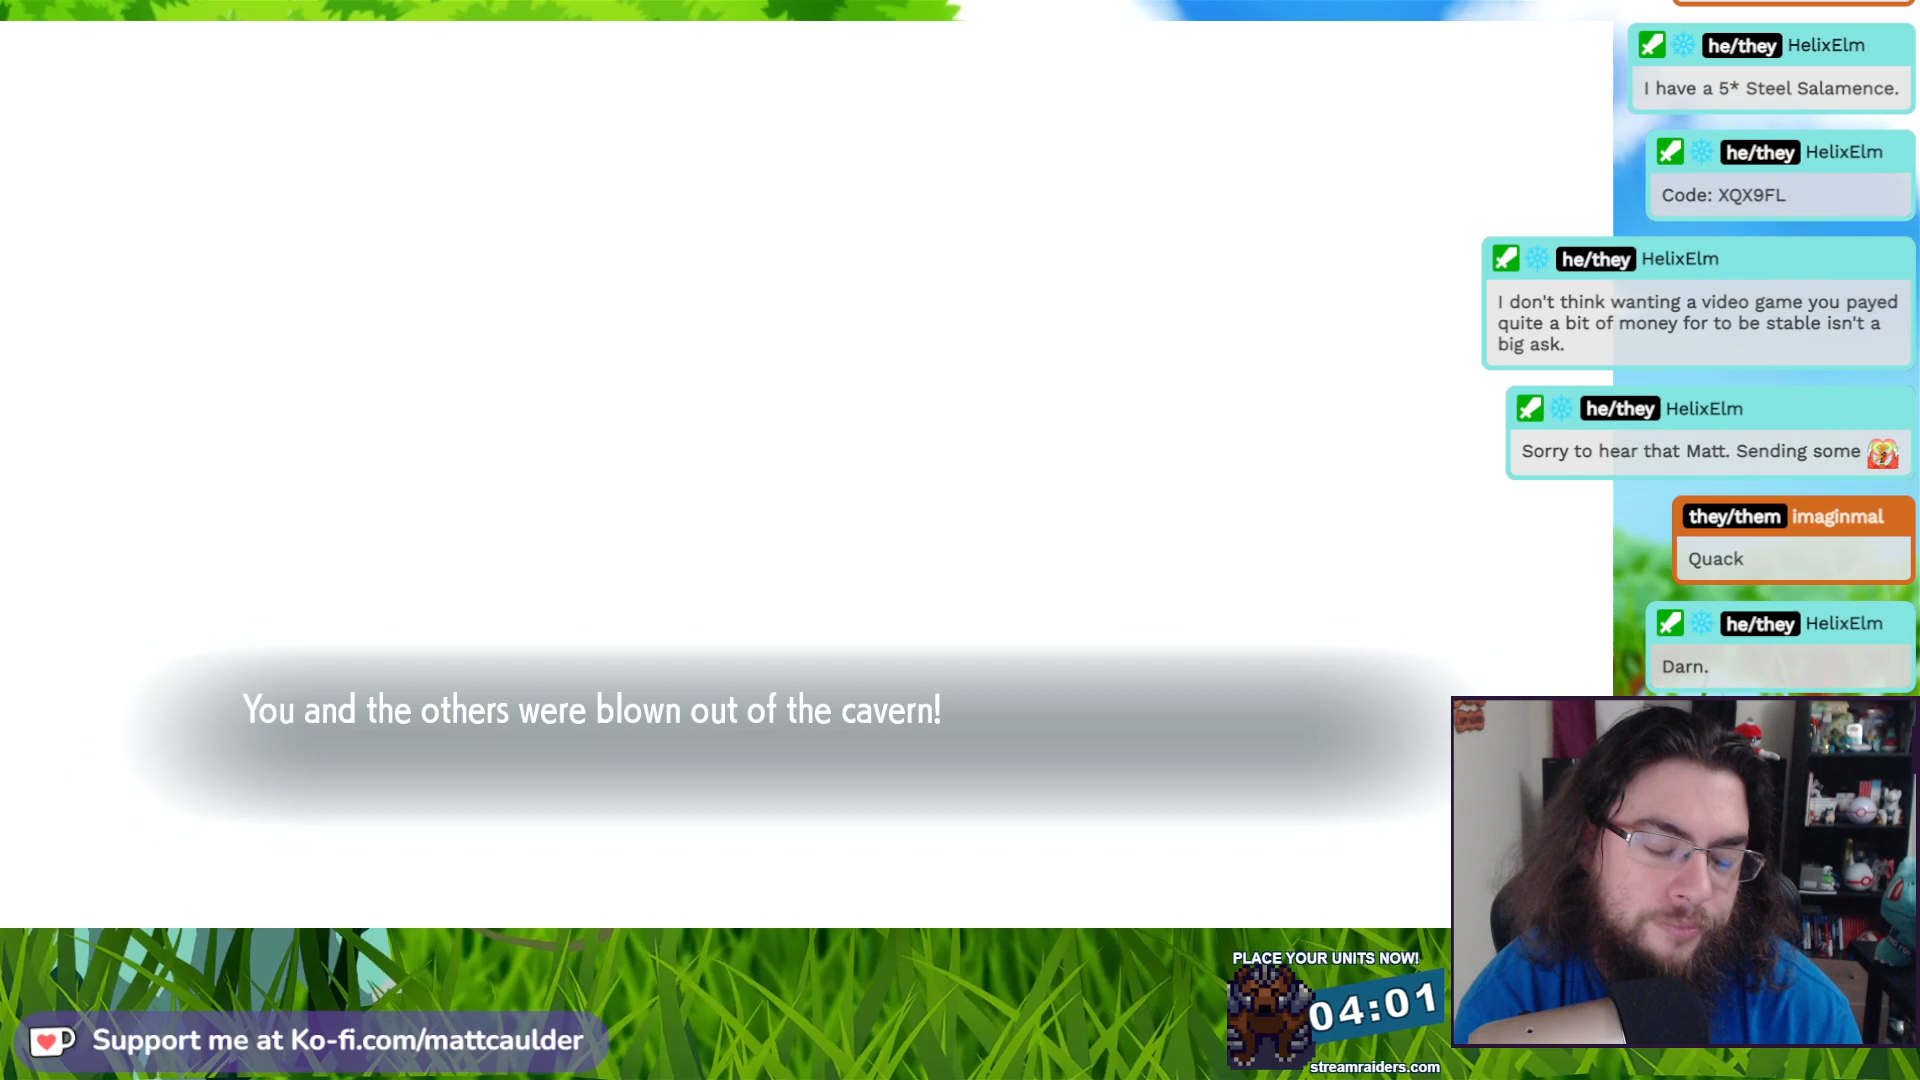 he/they HelixElm
I have a 5* Steel Salamence.
he/they HelixElm
Code: XQX9FL
he/they HelixElm
I don't think wanting a video game you payed
quite a bit of money for to be stable isn't a
big ask.
he/they HelixElm
Sorry to hear that Matt. Sending some
they/them imaginmal
Quack
he/they HelixElm
Darn.
You and the others were blown out of the cavern!
PLACE YOUR UNITS NOW!
04:01
streamraiders.com
Support me at Ko-fi.com/mattcaulder